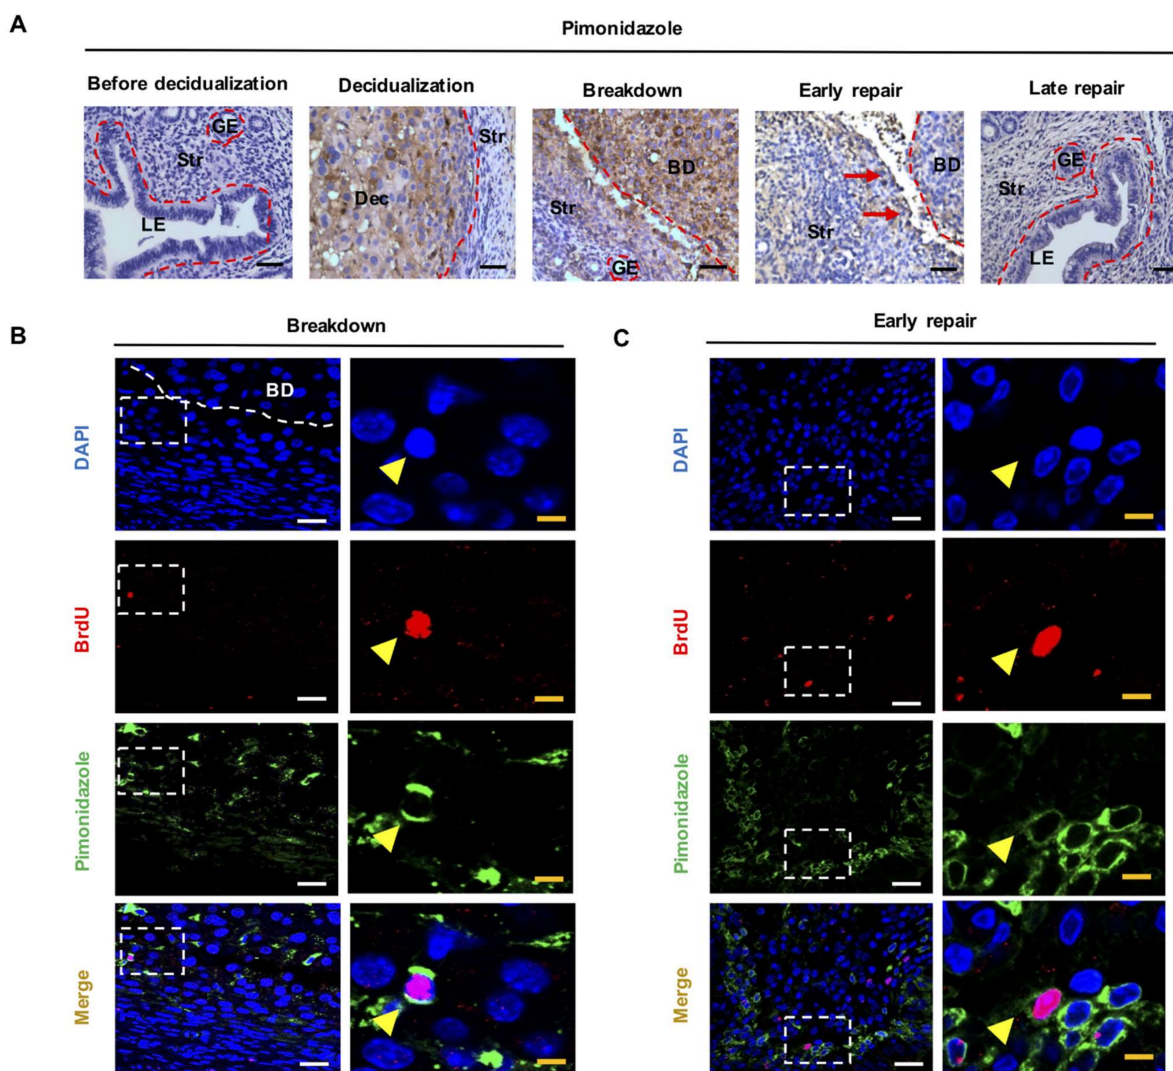 A
Pimonidazole
Before decidualization
Decidualization
Breakdown
Early repair
Late repair
GE
Str
LE
Dec
Str
BD
Str
GE
BD
Str
GE
Str
LE
B
Breakdown
C
Early repair
DAPI
BD
DAPI
BrdU
BrdU
Pimonidazole
Pimonidazole
Merge
Merge